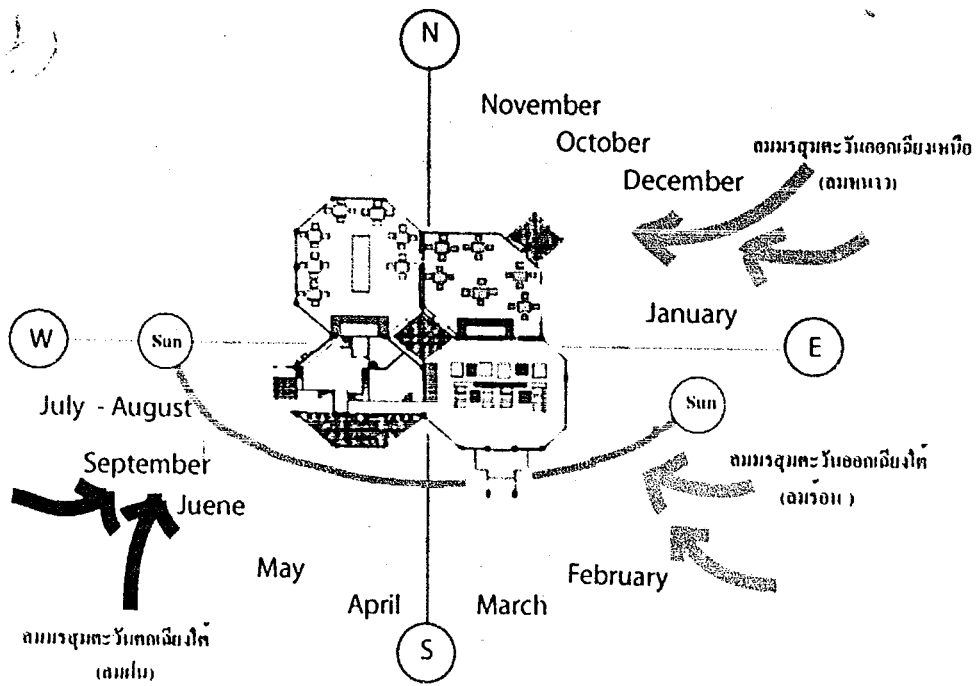 N
November
October
December
ลมมรสุมตะวันออกเฉียงเหนือ
(ลมหนาว)
January
W
Sun
E
July - August
Sun
September
Juene
ลมมรสุมตะวันออกเฉียงใต้
(ลมร้อน )
May
February
April
March
ลมมรสุมตะวันตกเฉียงใต้
(ลมฝน)
S